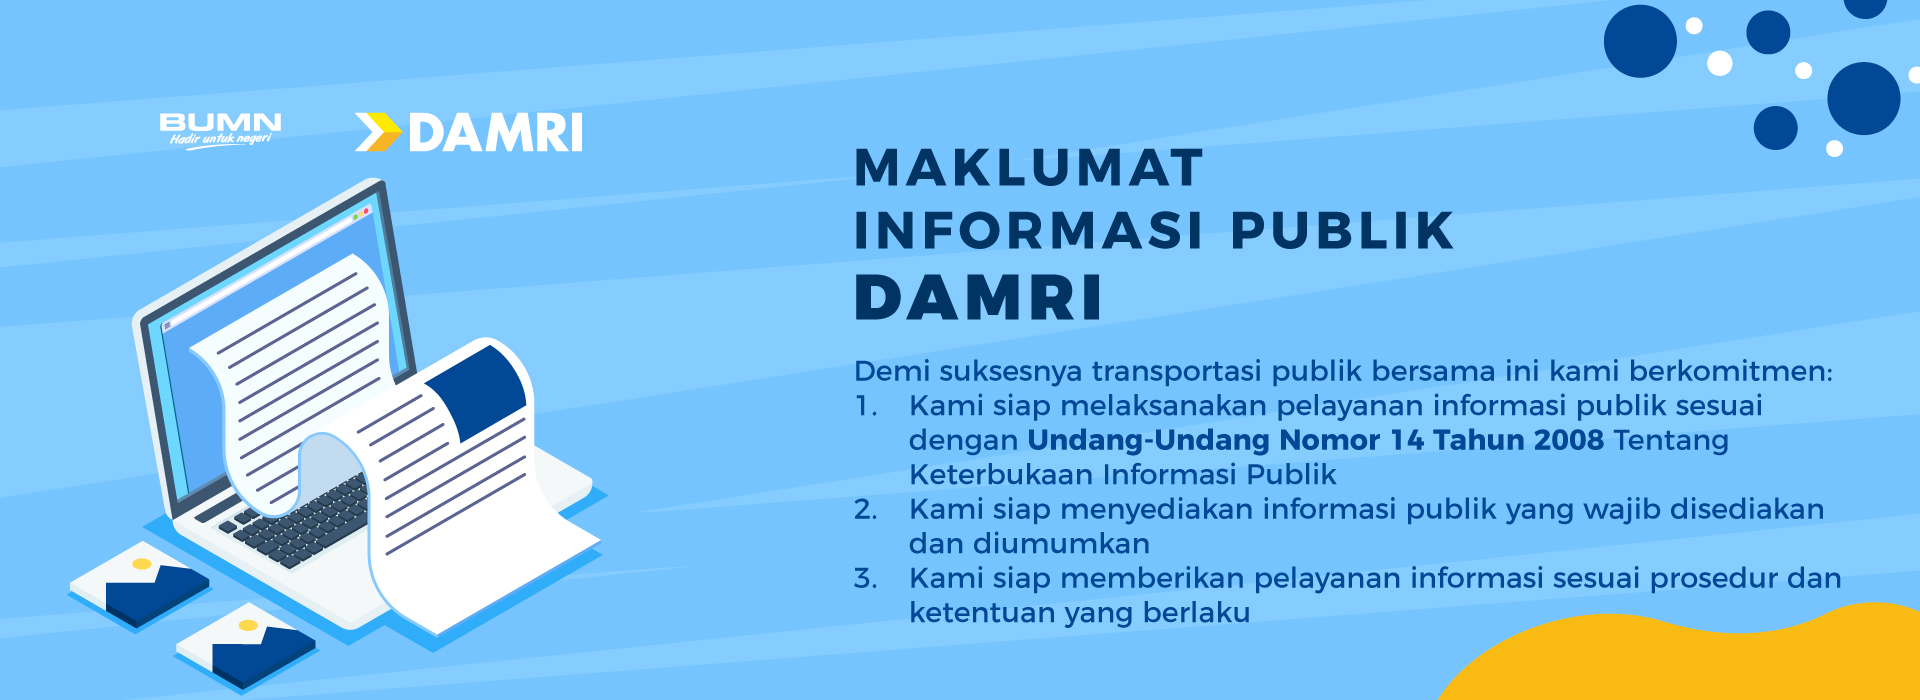 BUMN
Hadir untuk negeri
DAMRI
MAKLUMAT
INFORMASI PUBLIK
DAMRI
Demi suksesnya transportasi publik bersama ini kami berkomitmen:
1. Kami siap melaksanakan pelayanan informasi publik sesuai
dengan Undang-Undang Nomor 14 Tahun 2008 Tentang
Keterbukaan Informasi Publik
2. Kami siap menyediakan informasi publik yang wajib disediakan
dan diumumkan
3. Kami siap memberikan pelayanan informasi sesuai prosedur dan
ketentuan yang berlaku